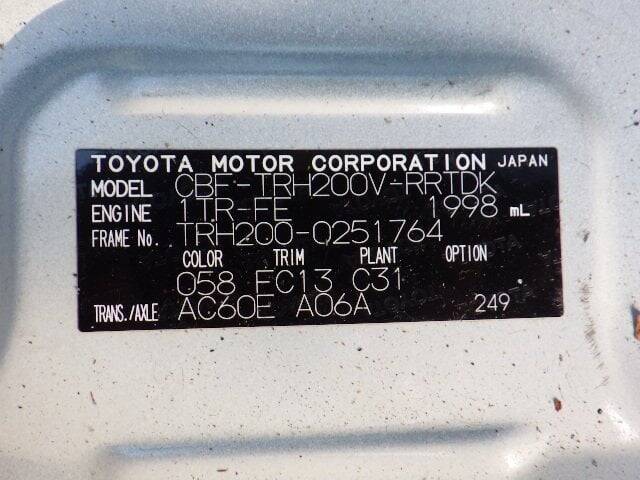 TOYOTA MOTOR CORPORATION JAPAN
MODEL CBF-TRH200V-RRTDK
ENGINE 1TR-FE 1998 mL
FRAME No. TRH200-0251764
COLOR TRIM PLANT OPTION
058 FC13 C31
TRANS./AXLE AC60E A06A 249